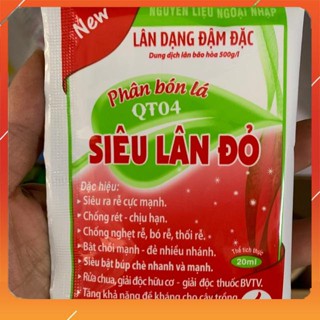 New
NGUYÊN LIỆU NGOẠI NHẬP
LÂN DẠNG ĐẬM ĐẶC
Dung dịch lân bão hòa 500g/l
Phân bón lá
QT04
SIÊU LÂN ĐỎ
Đặc hiệu:
- Siêu ra rễ cực mạnh.
- Chống rét - chịu hạn.
- Chống nghẹt rễ, bó rễ, thối rễ.
- Bật chồi mạnh - đẻ nhiều nhánh.
- Siêu bật búp chè nhanh và mạnh.
- Rửa chua, giải độc hữu cơ - giải độc thuốc BVTV.
- Tăng khả năng đề kháng cho cây trồng
Thể tích thực
20ml